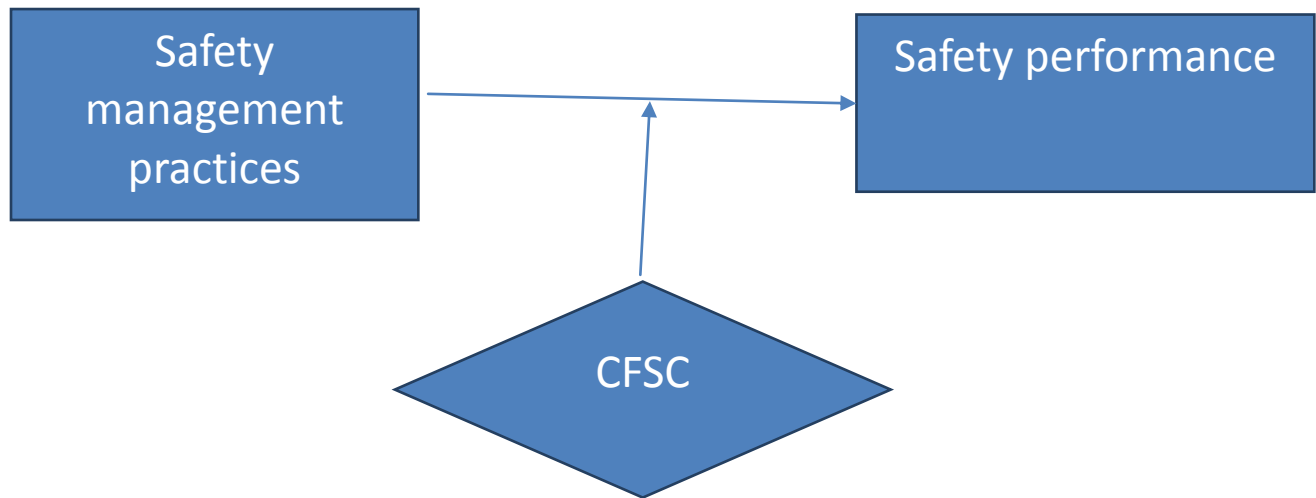 Safety
management
practices
Safety performance
CFSC